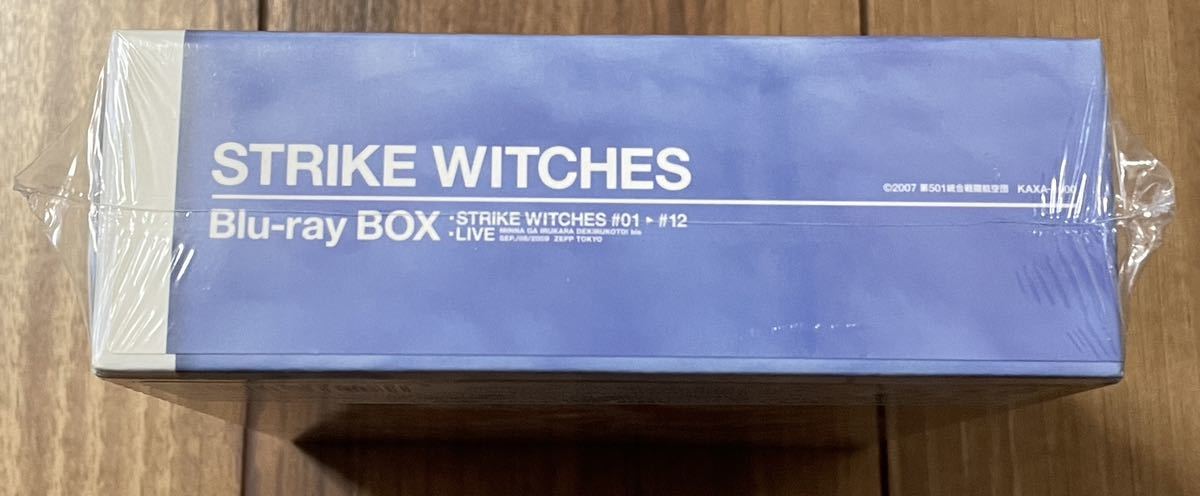 STRIKE WITCHES
©2007 第501統合戦闘航空団
Blu-ray BOX
:STRIKE WITCHES #01 ▸ #12
・LIVE MINNA GA IRUKARA DEKIRUKOTO! bis
SEP./06/2009 ZEPP TOKYO